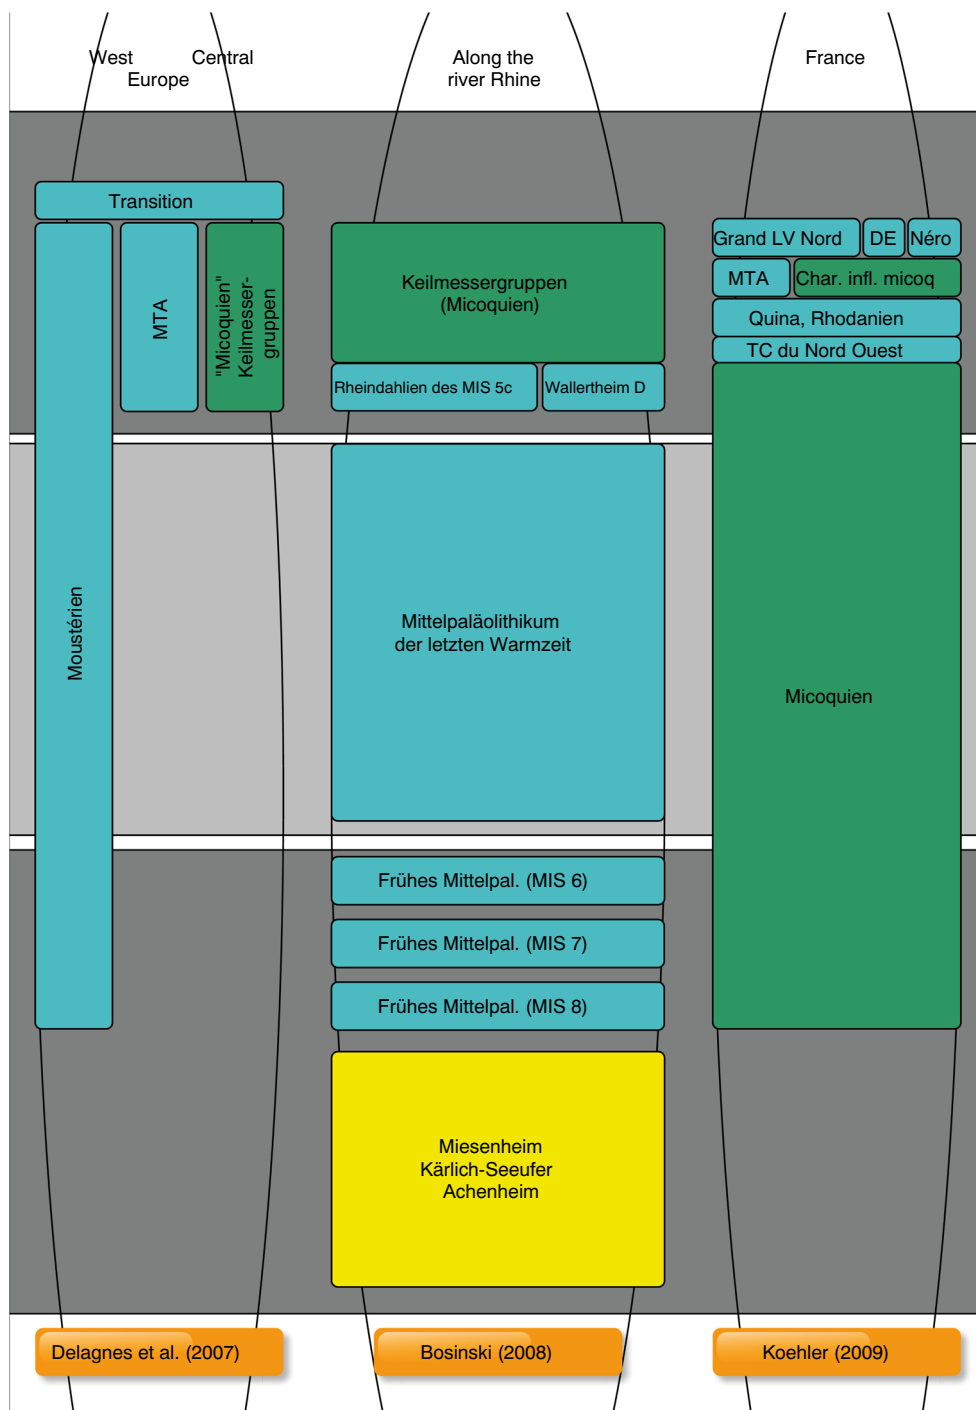 West Central
Europe
Along the
river Rhine
France
Transition
Moustérien
MTA
"Micoquien"
Keilmesser-
gruppen
Keilmessergruppen
(Micoquien)
Rheindahlien des MIS 5c
Wallertheim D
Mittelpaläolithikum
der letzten Warmzeit
Frühes Mittelpal. (MIS 6)
Frühes Mittelpal. (MIS 7)
Frühes Mittelpal. (MIS 8)
Miesenheim
Kärlich-Seeufer
Achenheim
Grand LV Nord
DE
Néro
MTA
Char. infl. micoq
Quina, Rhodanien
TC du Nord Ouest
Micoquien
Delagnes et al. (2007)
Bosinski (2008)
Koehler (2009)